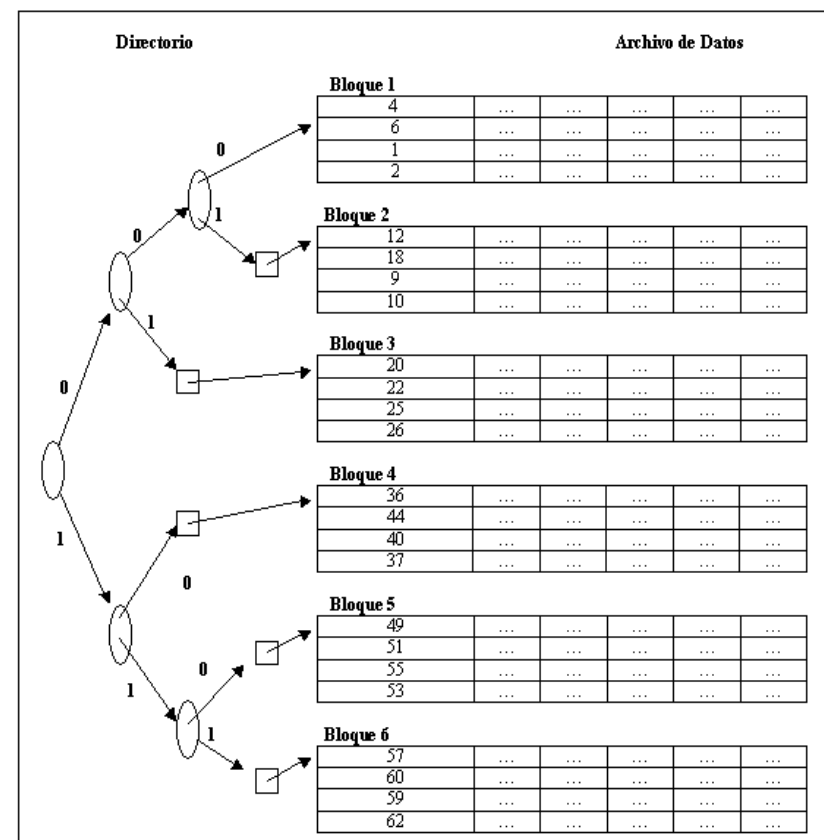 Directorio Archivo de Datos
Bloque 1
4 ... ... ... ... ...
6 ... ... ... ... ...
1 ... ... ... ... ...
2 ... ... ... ... ...
0
1
0
Bloque 2
12 ... ... ... ... ...
18 ... ... ... ... ...
9 ... ... ... ... ...
10 ... ... ... ... ...
1
0
Bloque 3
20 ... ... ... ... ...
22 ... ... ... ... ...
25 ... ... ... ... ...
26 ... ... ... ... ...
1
0
Bloque 4
36 ... ... ... ... ...
44 ... ... ... ... ...
40 ... ... ... ... ...
37 ... ... ... ... ...
Bloque 5
49 ... ... ... ... ...
51 ... ... ... ... ...
55 ... ... ... ... ...
53 ... ... ... ... ...
1
0
1
Bloque 6
57 ... ... ... ... ...
60 ... ... ... ... ...
59 ... ... ... ... ...
62 ... ... ... ... ...